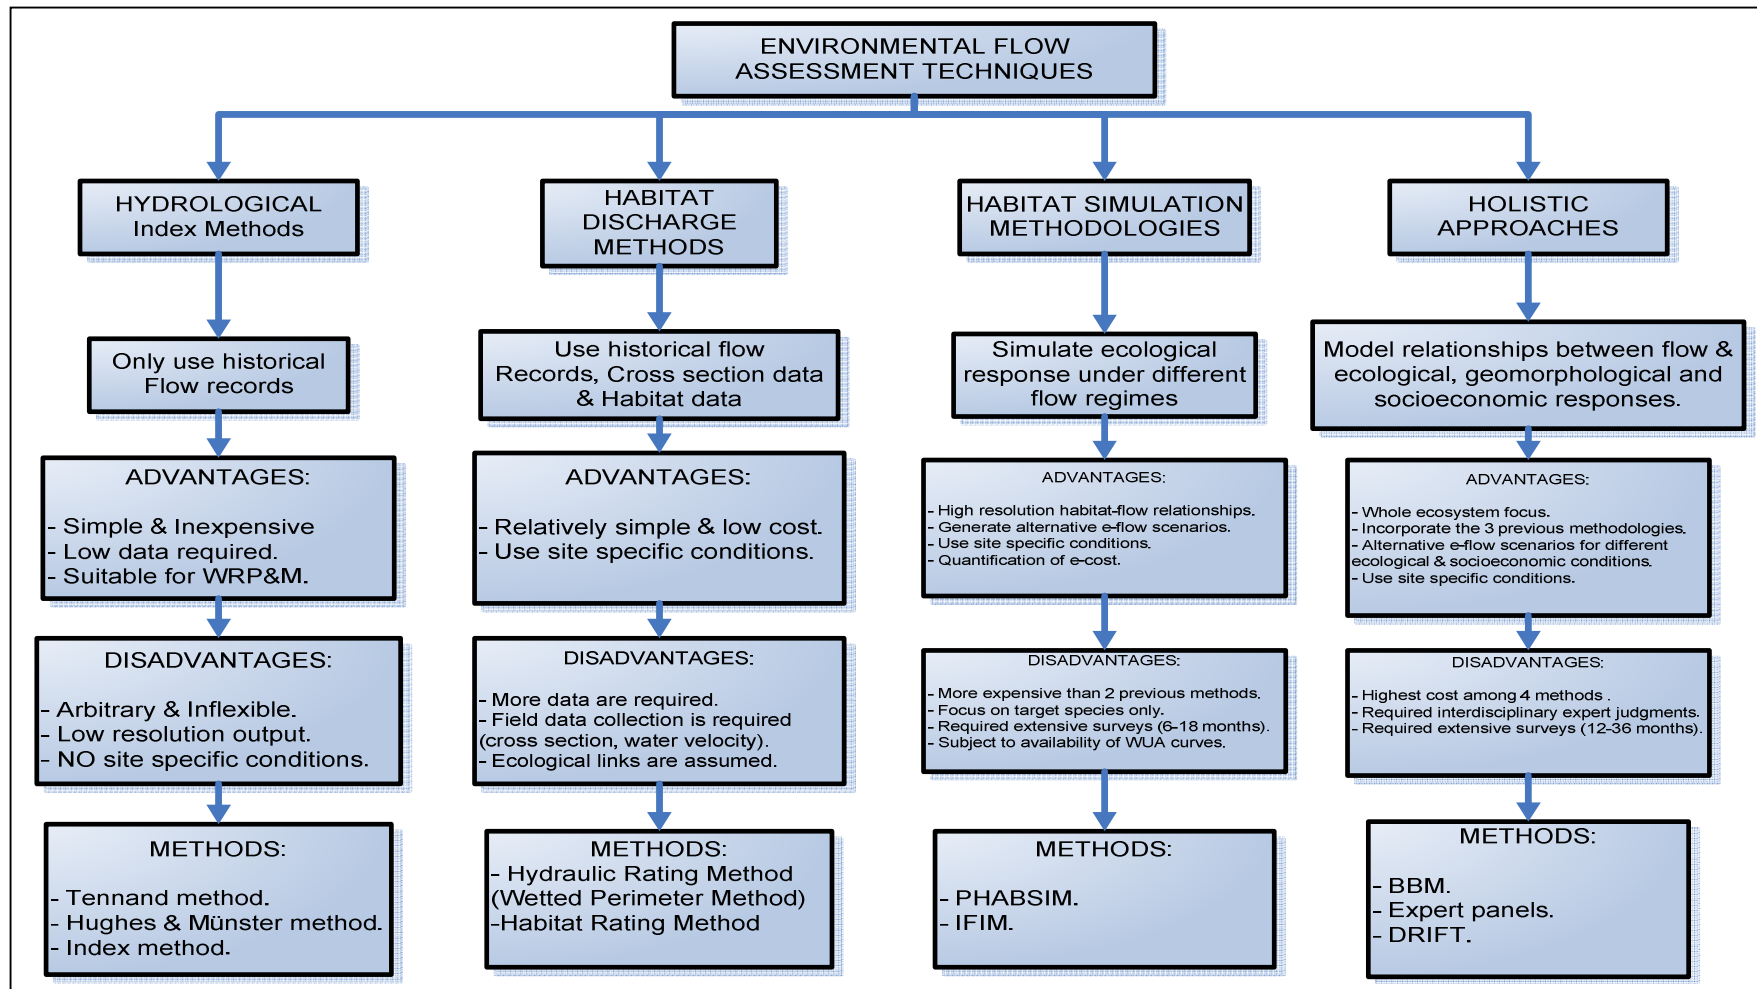 ENVIRONMENTAL FLOW
ASSESSMENT TECHNIQUES
HYDROLOGICAL
Index Methods
HABITAT
DISCHARGE
METHODS
HABITAT SIMULATION
METHODOLOGIES
HOLISTIC
APPROACHES
Only use historical
Flow records
Use historical flow
Records, Cross section data
& Habitat data
Simulate ecological
response under different
flow regimes
Model relationships between flow &
ecological, geomorphological and
socioeconomic responses.
ADVANTAGES:
- Simple & Inexpensive
- Low data required.
- Suitable for WRP&M.
ADVANTAGES:
- Relatively simple & low cost.
- Use site specific conditions.
ADVANTAGES:
- High resolution habitat-flow relationships.
- Generate alternative e-flow scenarios.
- Use site specific conditions.
- Quantification of e-cost.
ADVANTAGES:
- Whole ecosystem focus.
- Incorporate the 3 previous methodologies.
- Alternative e-flow scenarios for different
ecological & socioeconomic conditions.
- Use site specific conditions.
DISADVANTAGES:
- Arbitrary & Inflexible.
- Low resolution output.
- NO site specific conditions.
DISADVANTAGES:
- More data are required.
- Field data collection is required
(cross section, water velocity).
- Ecological links are assumed.
DISADVANTAGES:
- More expensive than 2 previous methods.
- Focus on target species only.
- Required extensive surveys (6-18 months).
- Subject to availability of WUA curves.
DISADVANTAGES:
- Highest cost among 4 methods .
- Required interdisciplinary expert judgments.
- Required extensive surveys (12-36 months).
METHODS:
- Tennand method.
- Hughes & Münster method.
- Index method.
METHODS:
- Hydraulic Rating Method
(Wetted Perimeter Method)
-Habitat Rating Method
METHODS:
- PHABSIM.
- IFIM.
METHODS:
- BBM.
- Expert panels.
- DRIFT.